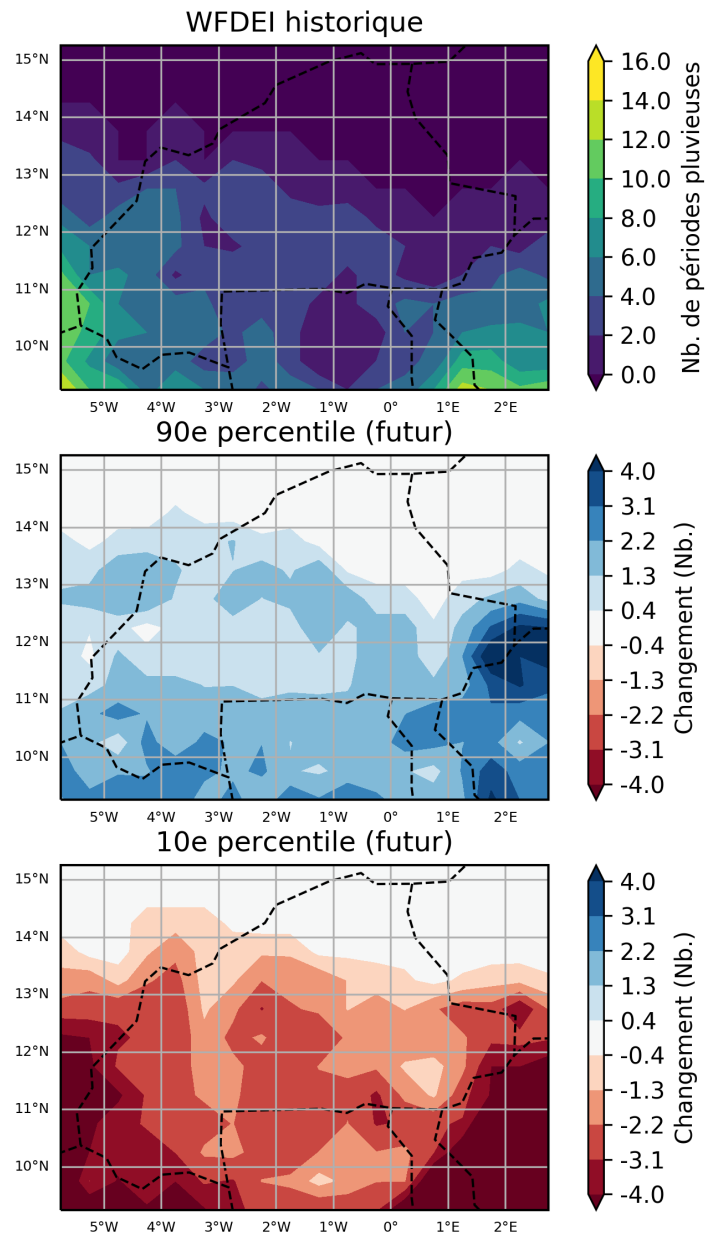 WFDEI historique
15°N
14°N
13°N
12°N
11°N
10°N
5°W 4°W 3°W 2°W 1°W 0° 1°E 2°E
16.0
14.0
12.0
10.0
8.0
6.0
4.0
2.0
0.0
Nb. de périodes pluvieuses
90e percentile (futur)
15°N
14°N
13°N
12°N
11°N
10°N
5°W 4°W 3°W 2°W 1°W 0° 1°E 2°E
4.0
3.1
2.2
1.3
0.4
-0.4
-1.3
-2.2
-3.1
-4.0
Changement (Nb.)
10e percentile (futur)
15°N
14°N
13°N
12°N
11°N
10°N
5°W 4°W 3°W 2°W 1°W 0° 1°E 2°E
4.0
3.1
2.2
1.3
0.4
-0.4
-1.3
-2.2
-3.1
-4.0
Changement (Nb.)